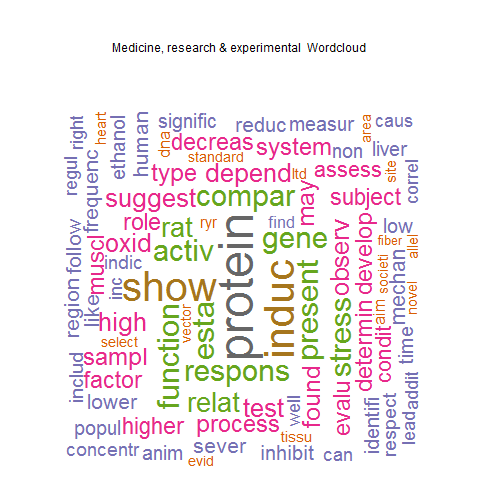 Medicine, research & experimental  Wordcloud
signific
reduc
measur
area
caus
right
heart
ethanol
human
dna
decreas
system
non
liver
standard
regul
frequenc
type
depend
ltd
assess
site
correl
suggest
compar
may
subject
role
rat
ryr
find
low
follow
muscl
oxid
activ
gene
observ
develop
fiber
allel
region
indic
protein
like
inc
show
induc
present
mechan
societi
novel
aim
high
function
vector
esta
stress
determin
condit
time
select
sampl
respons
includ
factor
found
evalu
addit
lower
relat
test
well
identifi
respect
lead
popul
higher
process
tissu
concentr
anim
sever
inhibit
can
evid